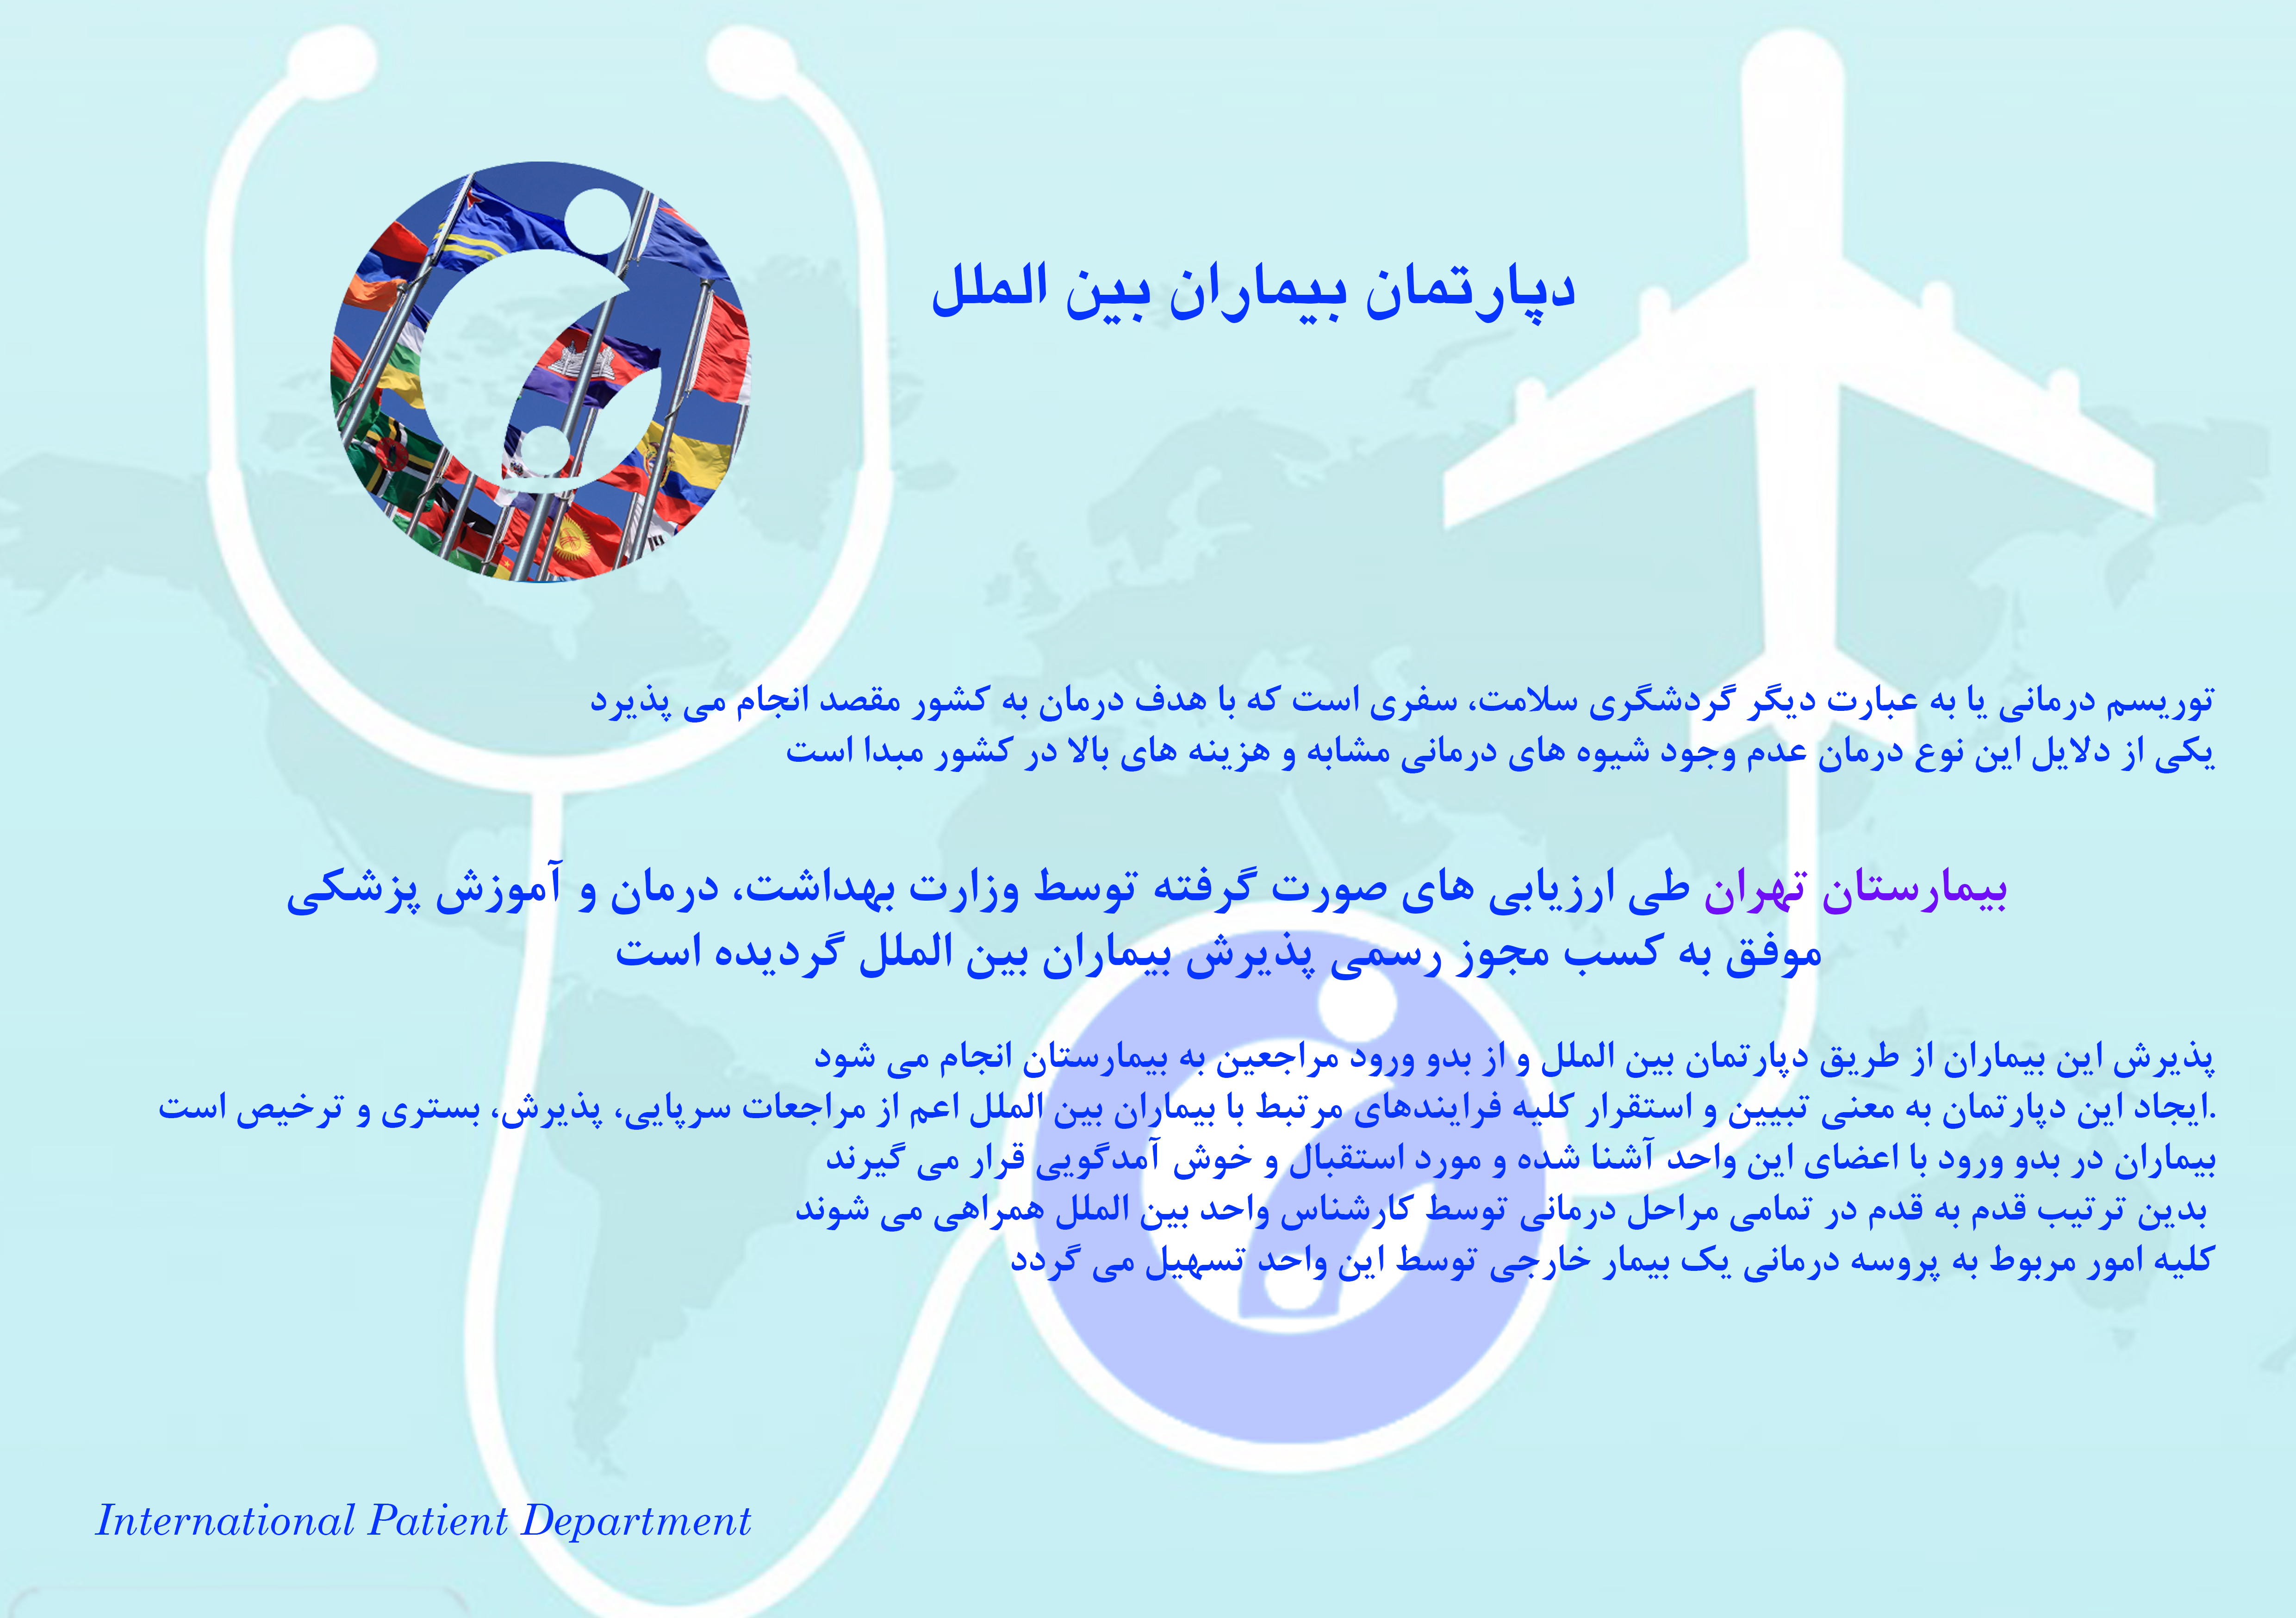 دپارتمان بیماران بین الملل
توریسم درمانی یا به عبارت دیگر گردشگری سلامت، سفری است که با هدف درمان به کشور مقصد انجام می پذیرد
یکی از دلایل این نوع درمان عدم وجود شیوه های درمانی مشابه و هزینه های بالا در کشور مبدا است
بیمارستان تهران طی ارزیابی های صورت گرفته توسط وزارت بهداشت، درمان و آموزش پزشکی
موفق به کسب مجوز رسمی پذیرش بیماران بین الملل گردیده است
پذیرش این بیماران از طریق دپارتمان بین الملل و از بدو ورود مراجعین به بیمارستان انجام می شود
.ایجاد این دپارتمان به معنی تبیین و استقرار کلیه فرایندهای مرتبط با بیماران بین الملل اعم از مراجعات سرپایی، پذیرش، بستری و ترخیص است
بیماران در بدو ورود با اعضای این واحد آشنا شده و مورد استقبال و خوش آمدگویی قرار می گیرند
بدین ترتیب قدم به قدم در تمامی مراحل درمانی توسط کارشناس واحد بین الملل همراهی می شوند
کلیه امور مربوط به پروسه درمانی یک بیمار خارجی توسط این واحد تسهیل می گردد
International Patient Department